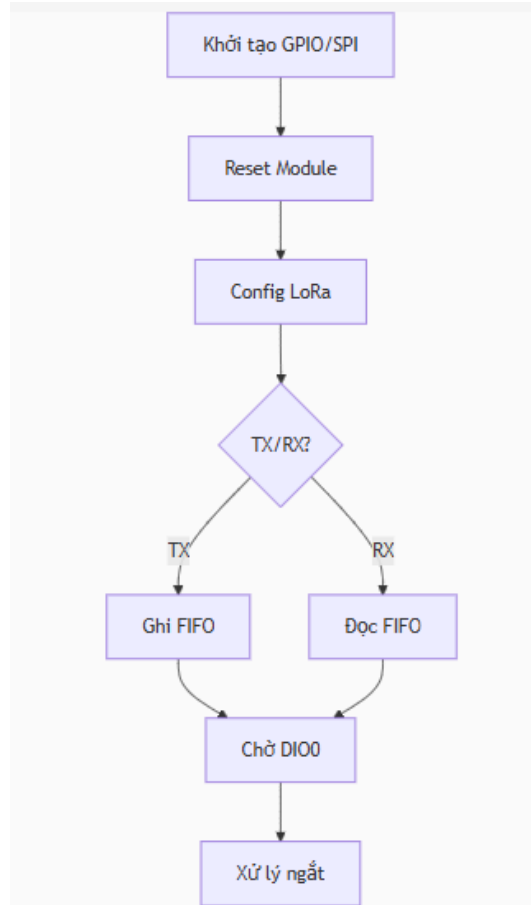 Khởi tạo GPIO/SPI
Reset Module
Config LoRa
TX/RX?
TX
RX
Ghi FIFO
Đọc FIFO
Chờ DIO0
Xử lý ngắt